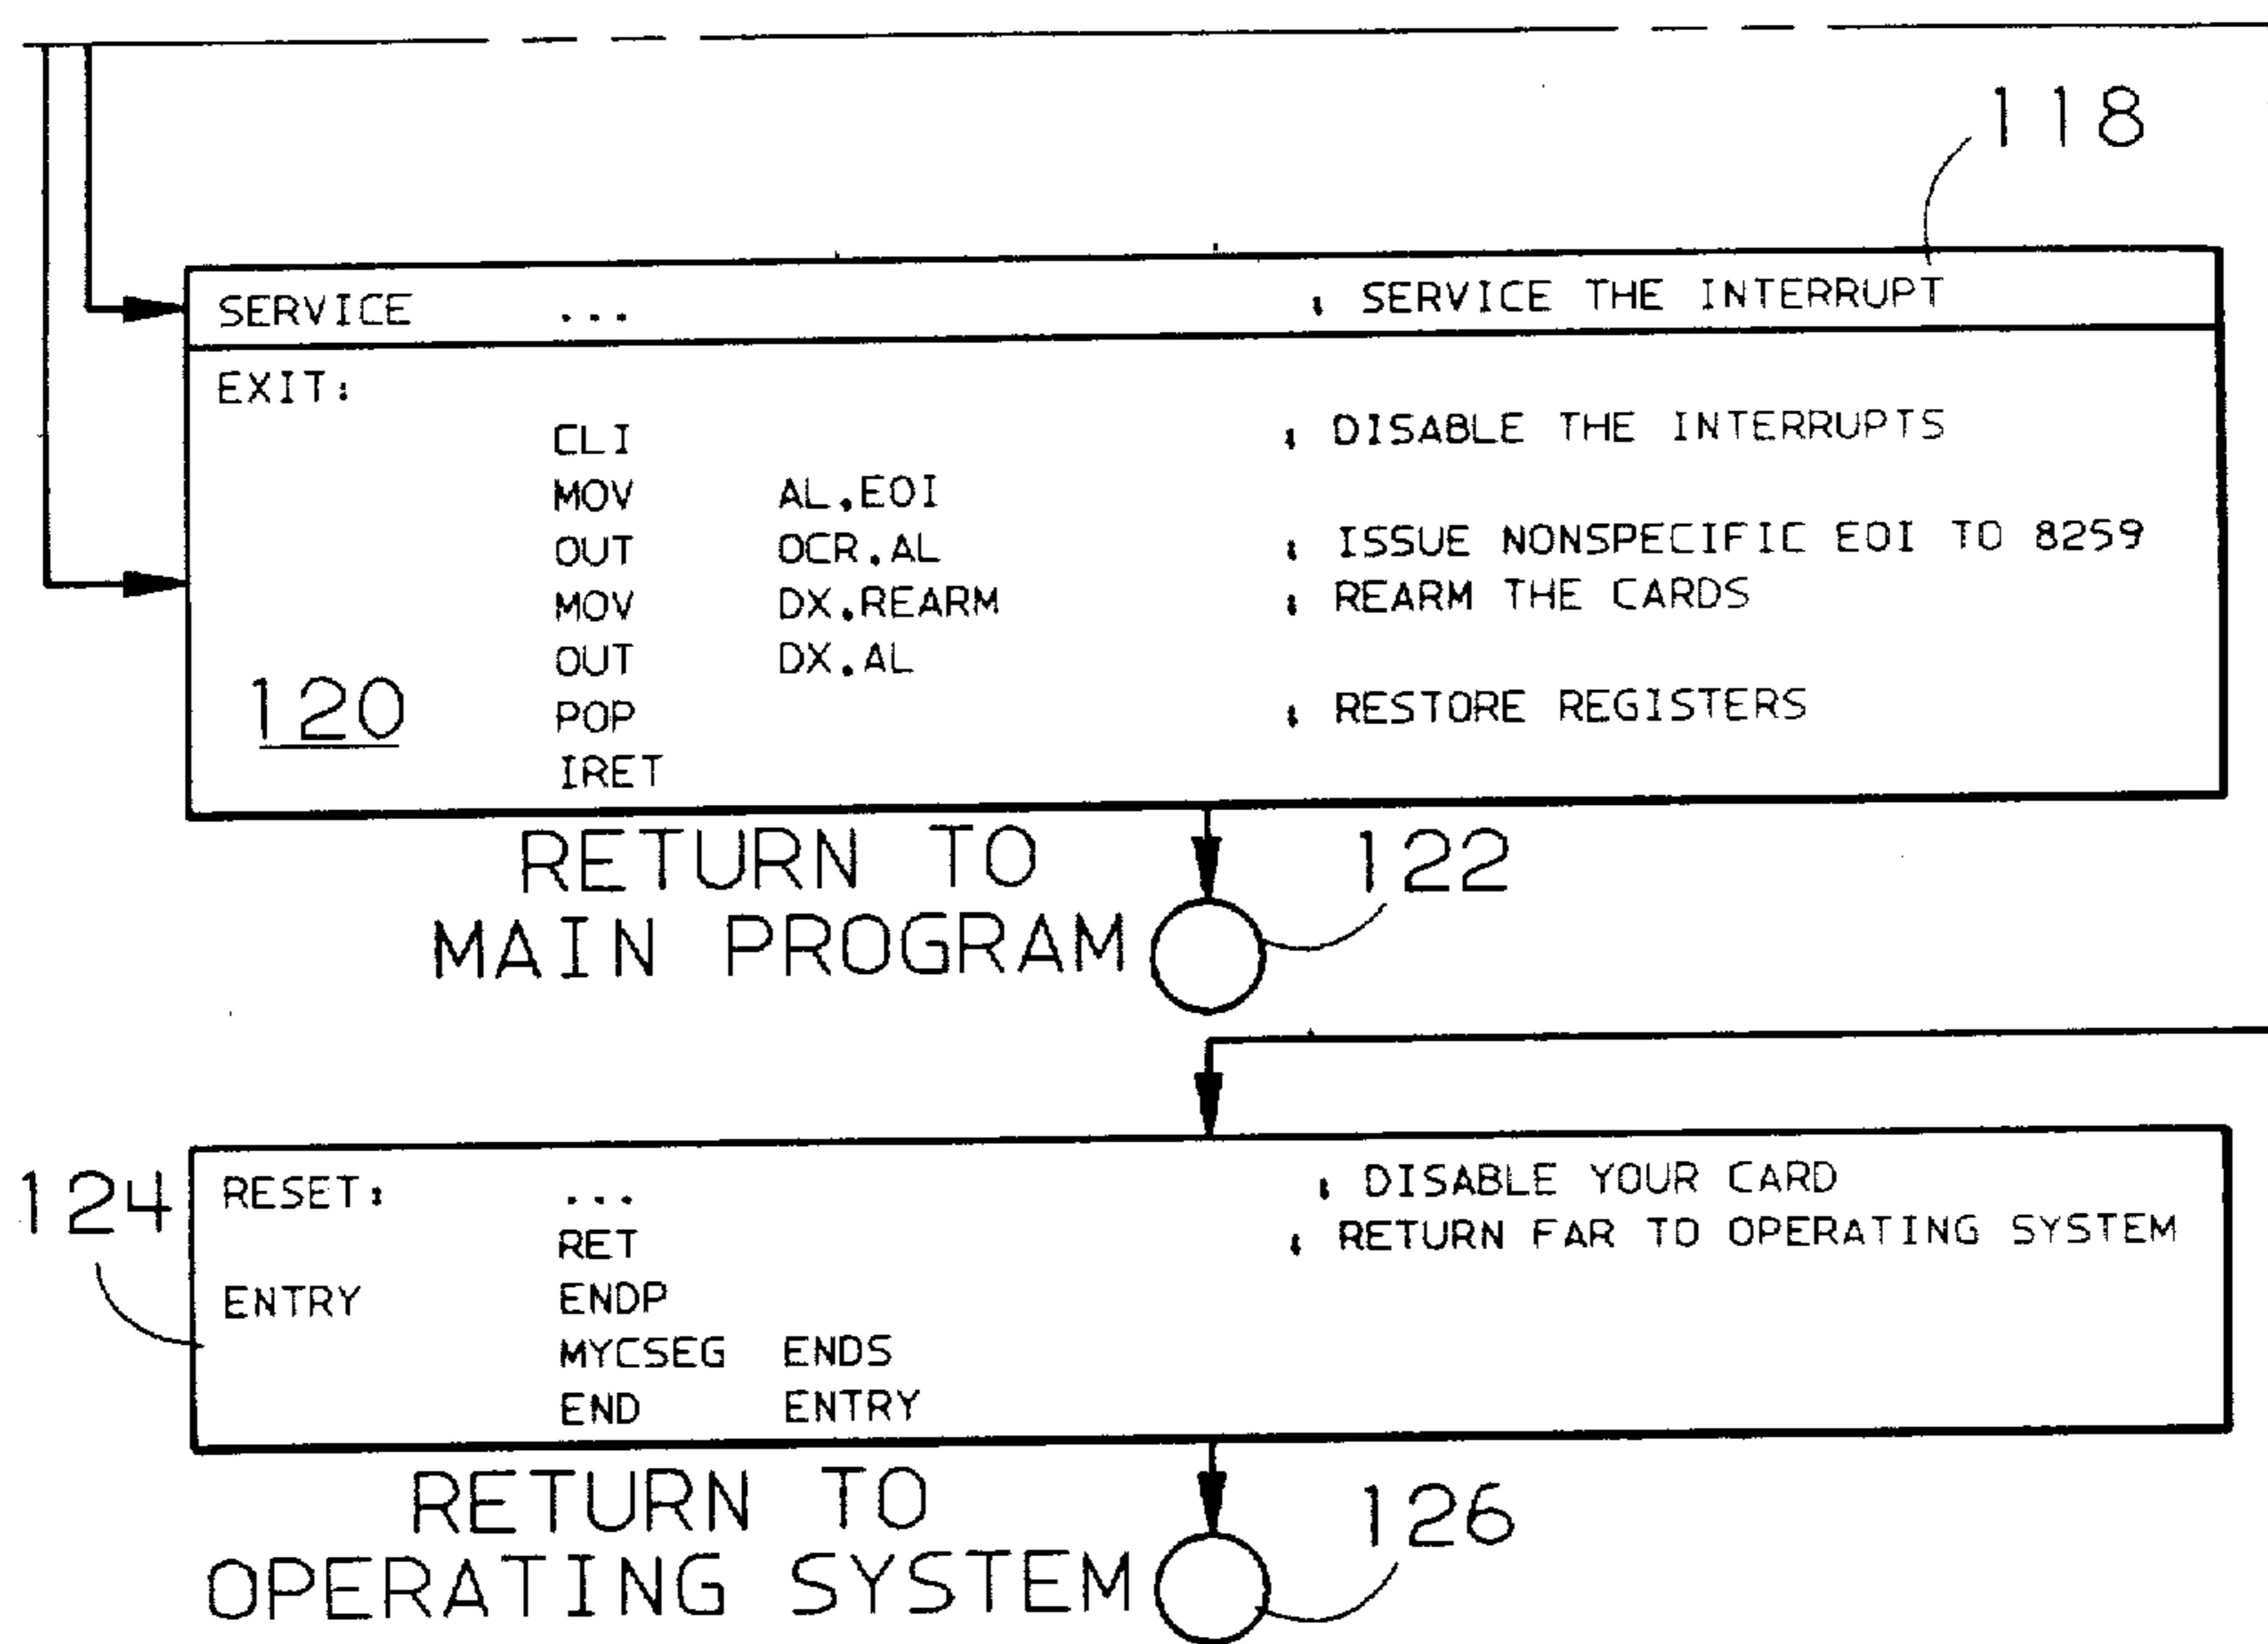 118
SERVICE ... ; SERVICE THE INTERRUPT
EXIT:
CLI ; DISABLE THE INTERRUPTS
MOV AL,EOI
OUT OCR,AL ; ISSUE NONSPECIFIC EOI TO 8259
MOV DX,REARM ; REARM THE CARDS
OUT DX,AL
120
POP ; RESTORE REGISTERS
IRET
RETURN TO
MAIN PROGRAM
122
124
RESET: ... ; DISABLE YOUR CARD
RET ; RETURN FAR TO OPERATING SYSTEM
ENTRY ENDP
MYCSEG ENDS
END ENTRY
RETURN TO
OPERATING SYSTEM
126